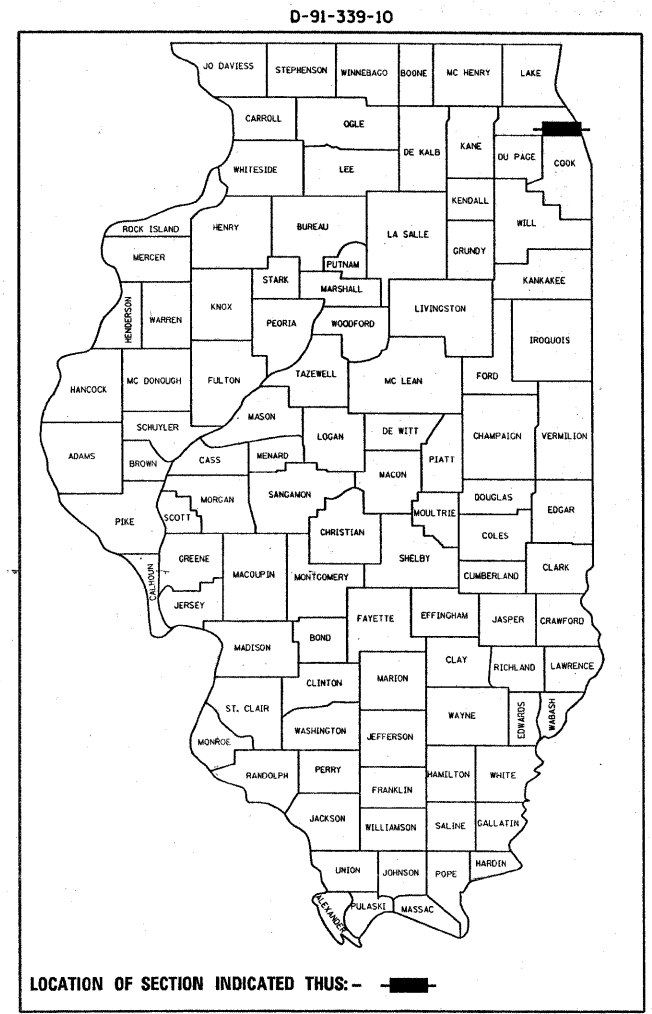 D-91-339-10
JO DAVIESS
STEPHENSON
WINNEBAGO
BOONE
MC HENRY
LAKE
CARROLL
OGLE
DE KALB
KANE
DU PAGE
COOK
WHITESIDE
LEE
KENDALL
ROCK ISLAND
HENRY
BUREAU
LA SALLE
WILL
MERCER
PUTNAM
GRUNDY
STARK
MARSHALL
KANKAKEE
HENDERSON
WARREN
KNOX
PEORIA
WOODFORD
LIVINGSTON
IROQUOIS
HANCOCK
MC DONOUGH
FULTON
TAZEWELL
MC LEAN
FORD
MASON
SCHUYLER
LOGAN
DE WITT
CHAMPAIGN
VERMILION
ADAMS
BROWN
CASS
MENARD
PIATT
MACON
MORGAN
SANGAMON
DOUGLAS
EDGAR
PIKE
SCOTT
CHRISTIAN
MOULTRIE
COLES
GREENE
MACOUPIN
MONTGOMERY
SHELBY
CUMBERLAND
CLARK
CALHOUN
JERSEY
FAYETTE
EFFINGHAM
JASPER
CRAWFORD
MADISON
BOND
CLAY
RICHLAND
LAWRENCE
CLINTON
MARION
ST. CLAIR
WAYNE
EDWARDS
WABASH
WASHINGTON
JEFFERSON
MONROE
RANDOLPH
PERRY
HAMILTON
WHITE
FRANKLIN
JACKSON
WILLIAMSON
SALINE
GALLATIN
UNION
JOHNSON
POPE
HARDIN
ALEXANDER
PULASKI
MASSAC
LOCATION OF SECTION INDICATED THUS: -